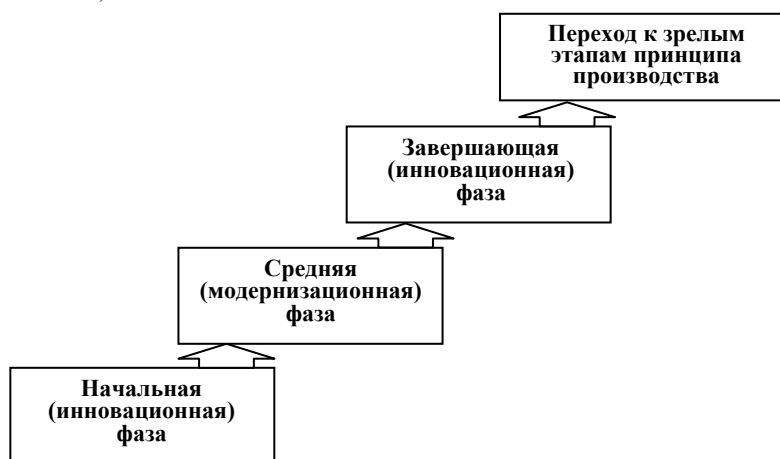 Переход к зрелым
этапам принципа
производства
Завершающая
(инновационная)
фаза
Средняя
(модернизационная)
фаза
Начальная
(инновационная)
фаза